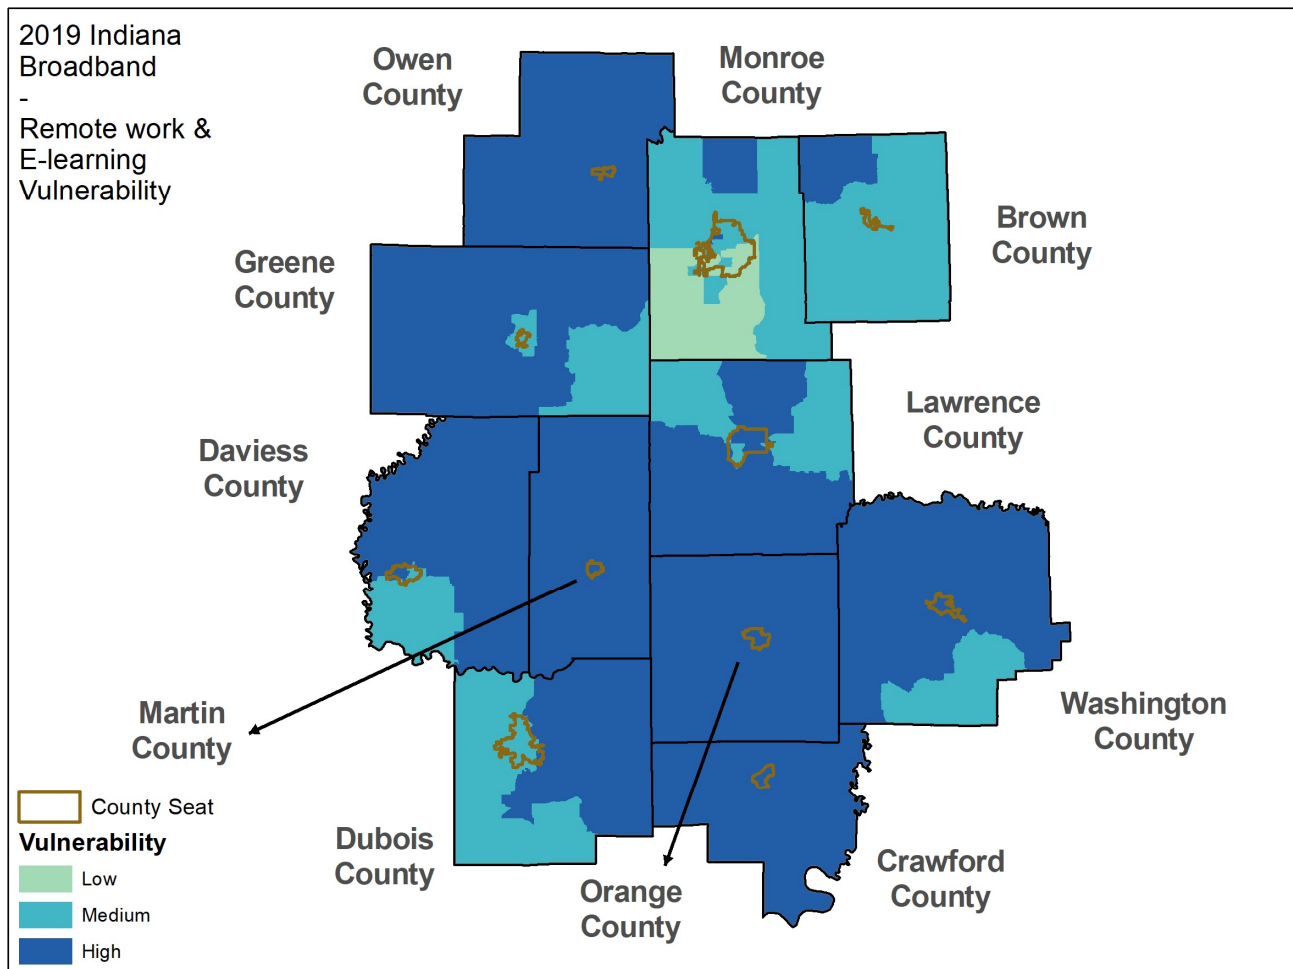 2019 Indiana
Broadband
-
Remote work &
E-learning
Vulnerability
Owen
County
Monroe
County
Brown
County
Greene
County
Lawrence
County
Daviess
County
Martin
County
Washington
County
Dubois
County
Orange
County
Crawford
County
County Seat
Vulnerability
Low
Medium
High